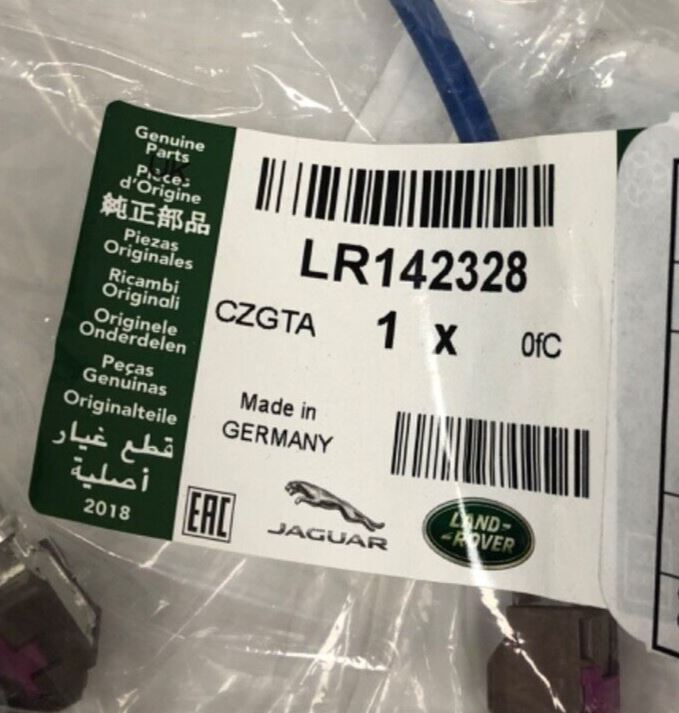 Genuine
Parts
Pièces
d'Origine
純正部品
Piezas
Originales
Ricambi
Originali
Originele
Onderdelen
Peças
Genuinas
Originalteile
قطع غيار
أصلية
2018
LR142328
CZGTA 1 x 0fC
Made in
GERMANY
EAC
JAGUAR
LAND-
-ROVER